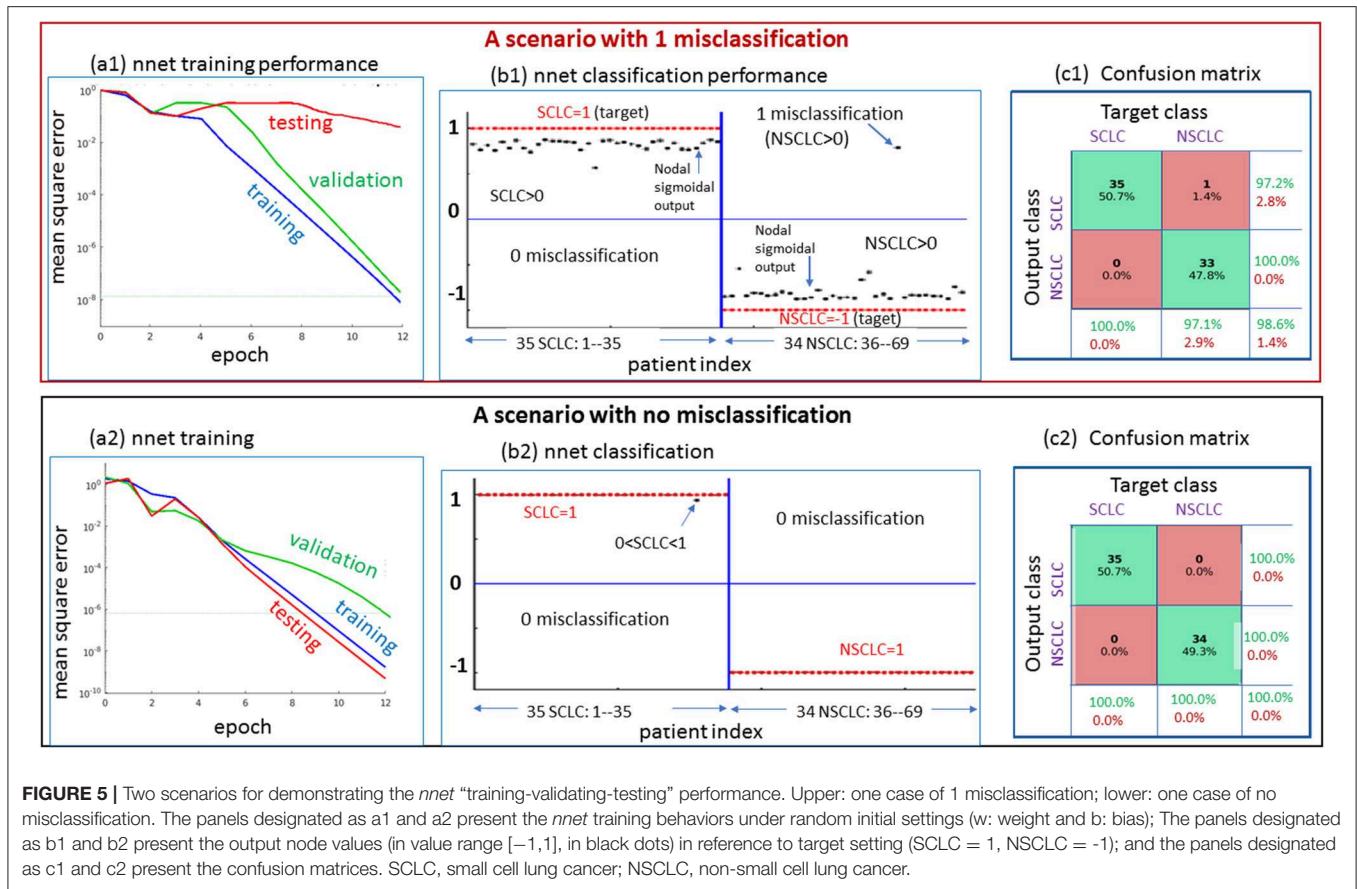 A scenario with 1 misclassification
(a1) nnet training performance
mean square error
10^0
10^-2
10^-4
10^-6
10^-8
0 2 4 6 8 10 12
epoch
testing
validation
training
(b1) nnet classification performance
1
0
-1
SCLC=1 (target)
1 misclassification
(NSCLC>0)
Nodal
sigmoidal
output
SCLC>0
0 misclassification
Nodal
sigmoidal
output
NSCLC>0
NSCLC=-1 (taget)
35 SCLC: 1--35
34 NSCLC: 36--69
patient index
(c1) Confusion matrix
Target class
SCLC NSCLC
Output class
SCLC
NSCLC
35 1 97.2%
50.7% 1.4% 2.8%
0 33 100.0%
0.0% 47.8% 0.0%
100.0% 97.1% 98.6%
0.0% 2.9% 1.4%
A scenario with no misclassification
(a2) nnet training
mean square error
10^0
10^-2
10^-4
10^-6
10^-8
10^-10
0 2 4 6 8 10 12
epoch
validation
training
testing
(b2) nnet classification
1
0
-1
SCLC=1
0<SCLC<1
0 misclassification
0 misclassification
NSCLC=1
35 SCLC: 1--35
34 NSCLC: 36--69
patient index
(c2) Confusion matrix
Target class
SCLC NSCLC
Output class
SCLC
NSCLC
35 0 100.0%
50.7% 0.0% 0.0%
0 34 100.0%
0.0% 49.3% 0.0%
100.0% 100.0% 100.0%
0.0% 0.0% 0.0%
FIGURE 5 | Two scenarios for demonstrating the nnet “training-validating-testing” performance. Upper: one case of 1 misclassification; lower: one case of no
misclassification. The panels designated as a1 and a2 present the nnet training behaviors under random initial settings (w: weight and b: bias); The panels designated
as b1 and b2 present the output node values (in value range [−1,1], in black dots) in reference to target setting (SCLC = 1, NSCLC = -1); and the panels designated
as c1 and c2 present the confusion matrices. SCLC, small cell lung cancer; NSCLC, non-small cell lung cancer.